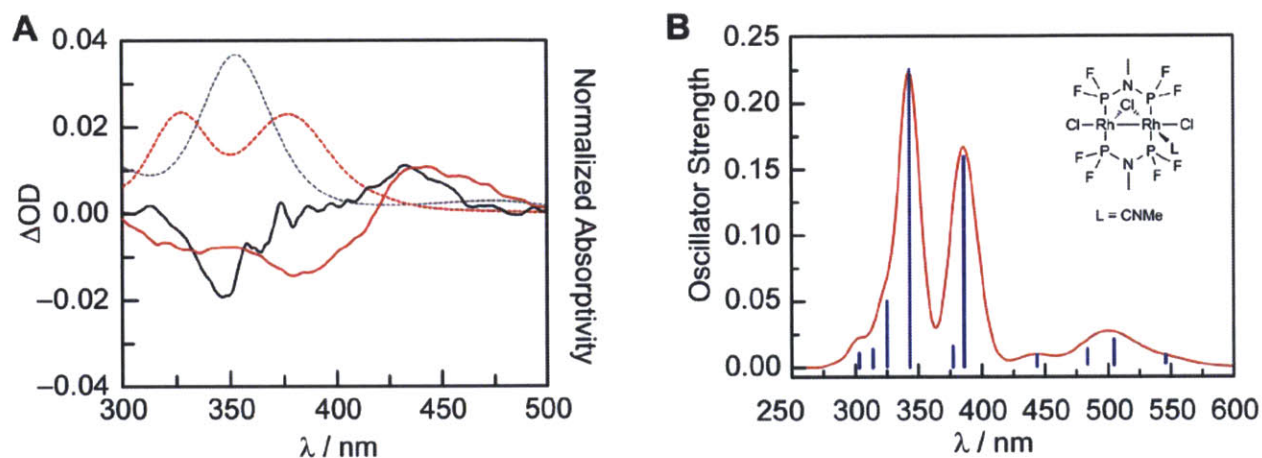 A
0.04
0.02
0.00
−0.02
−0.04
ΔOD
300
350
400
450
500
λ / nm
Normalized Absorptivity
B
0.25
0.20
0.15
0.10
0.05
0.00
Oscillator Strength
250
300
350
400
450
500
550
600
λ / nm
F
N
F
F
P
P
F
Cl
Cl
Rh
Rh
Cl
L
F
P
P
F
F
N
F
L = CNMe